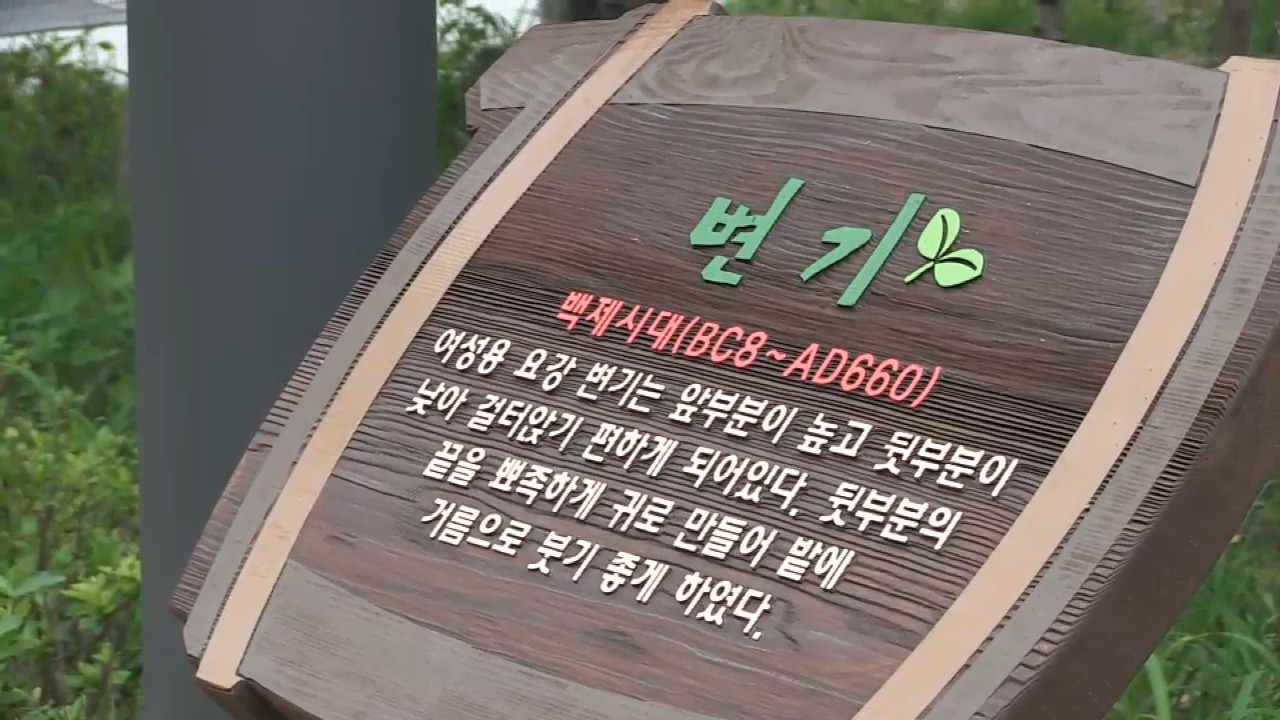 변기
백제시대(BC8~AD660)
여성용 요강 변기는 앞부분이 높고 뒷부분이
낮아 걸터앉기 편하게 되어있다. 뒷부분의
끝을 뾰족하게 귀로 만들어 밭에
거름으로 붓기 좋게 하였다.